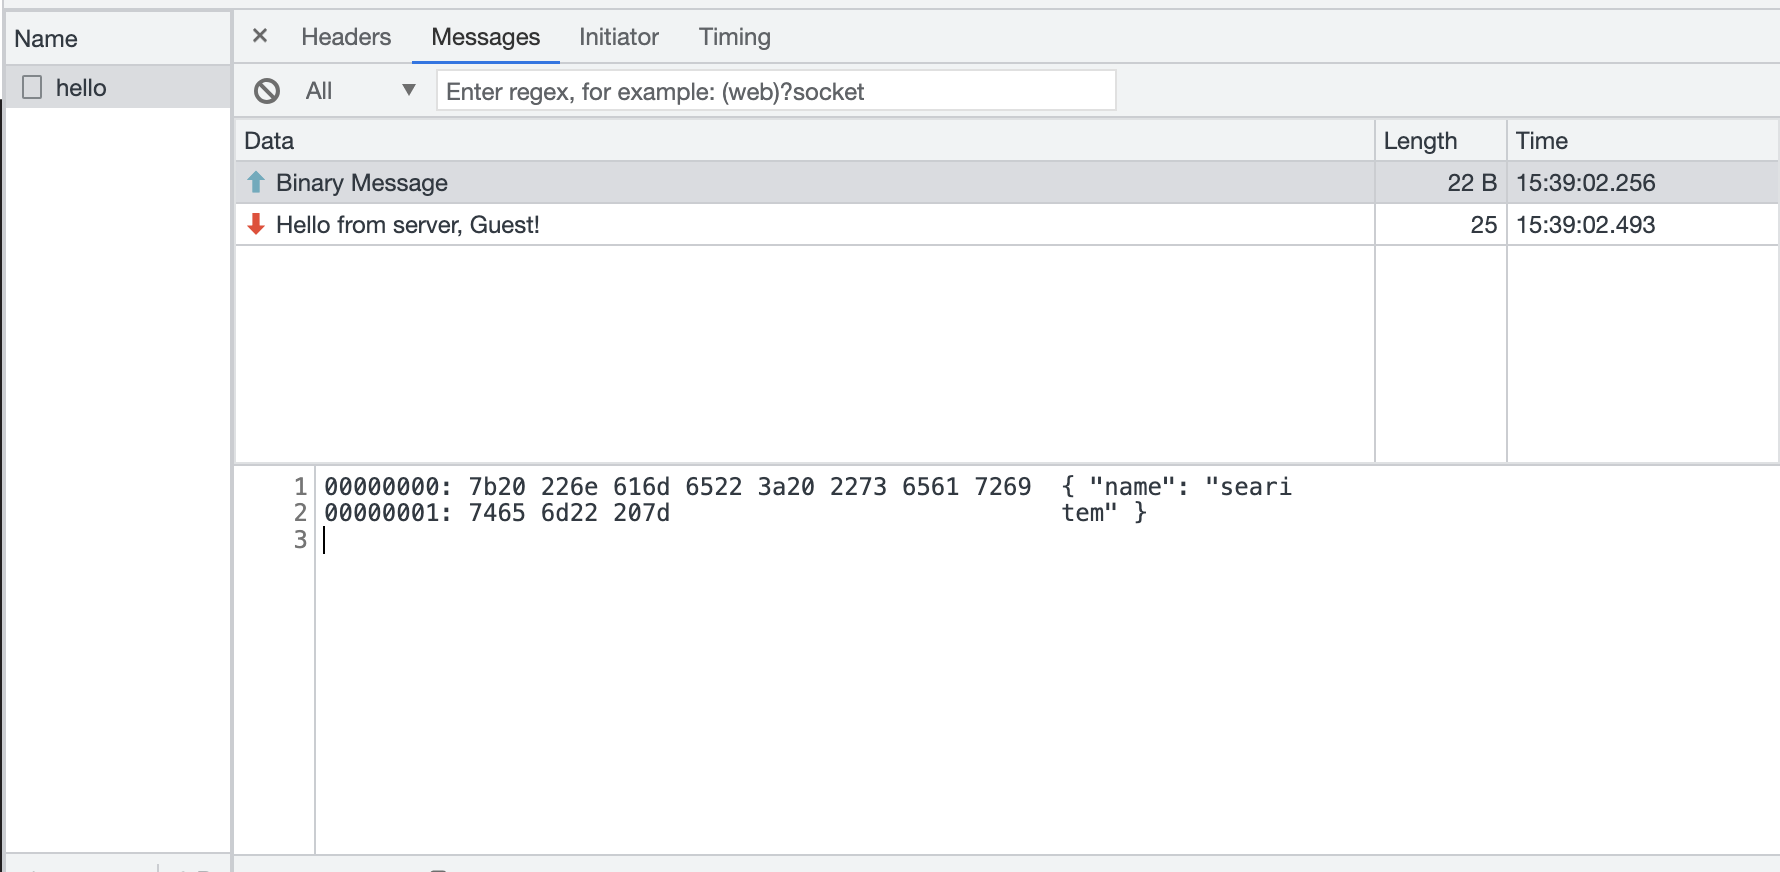 Name
hello
× Headers Messages Initiator Timing
All ▼ Enter regex, for example: (web)?socket
Data Length Time
Binary Message 22 B 15:39:02.256
Hello from server, Guest! 25 15:39:02.493
1 00000000: 7b20 226e 616d 6522 3a20 2273 6561 7269 { "name": "seari
2 00000001: 7465 6d22 207d tem" }
3